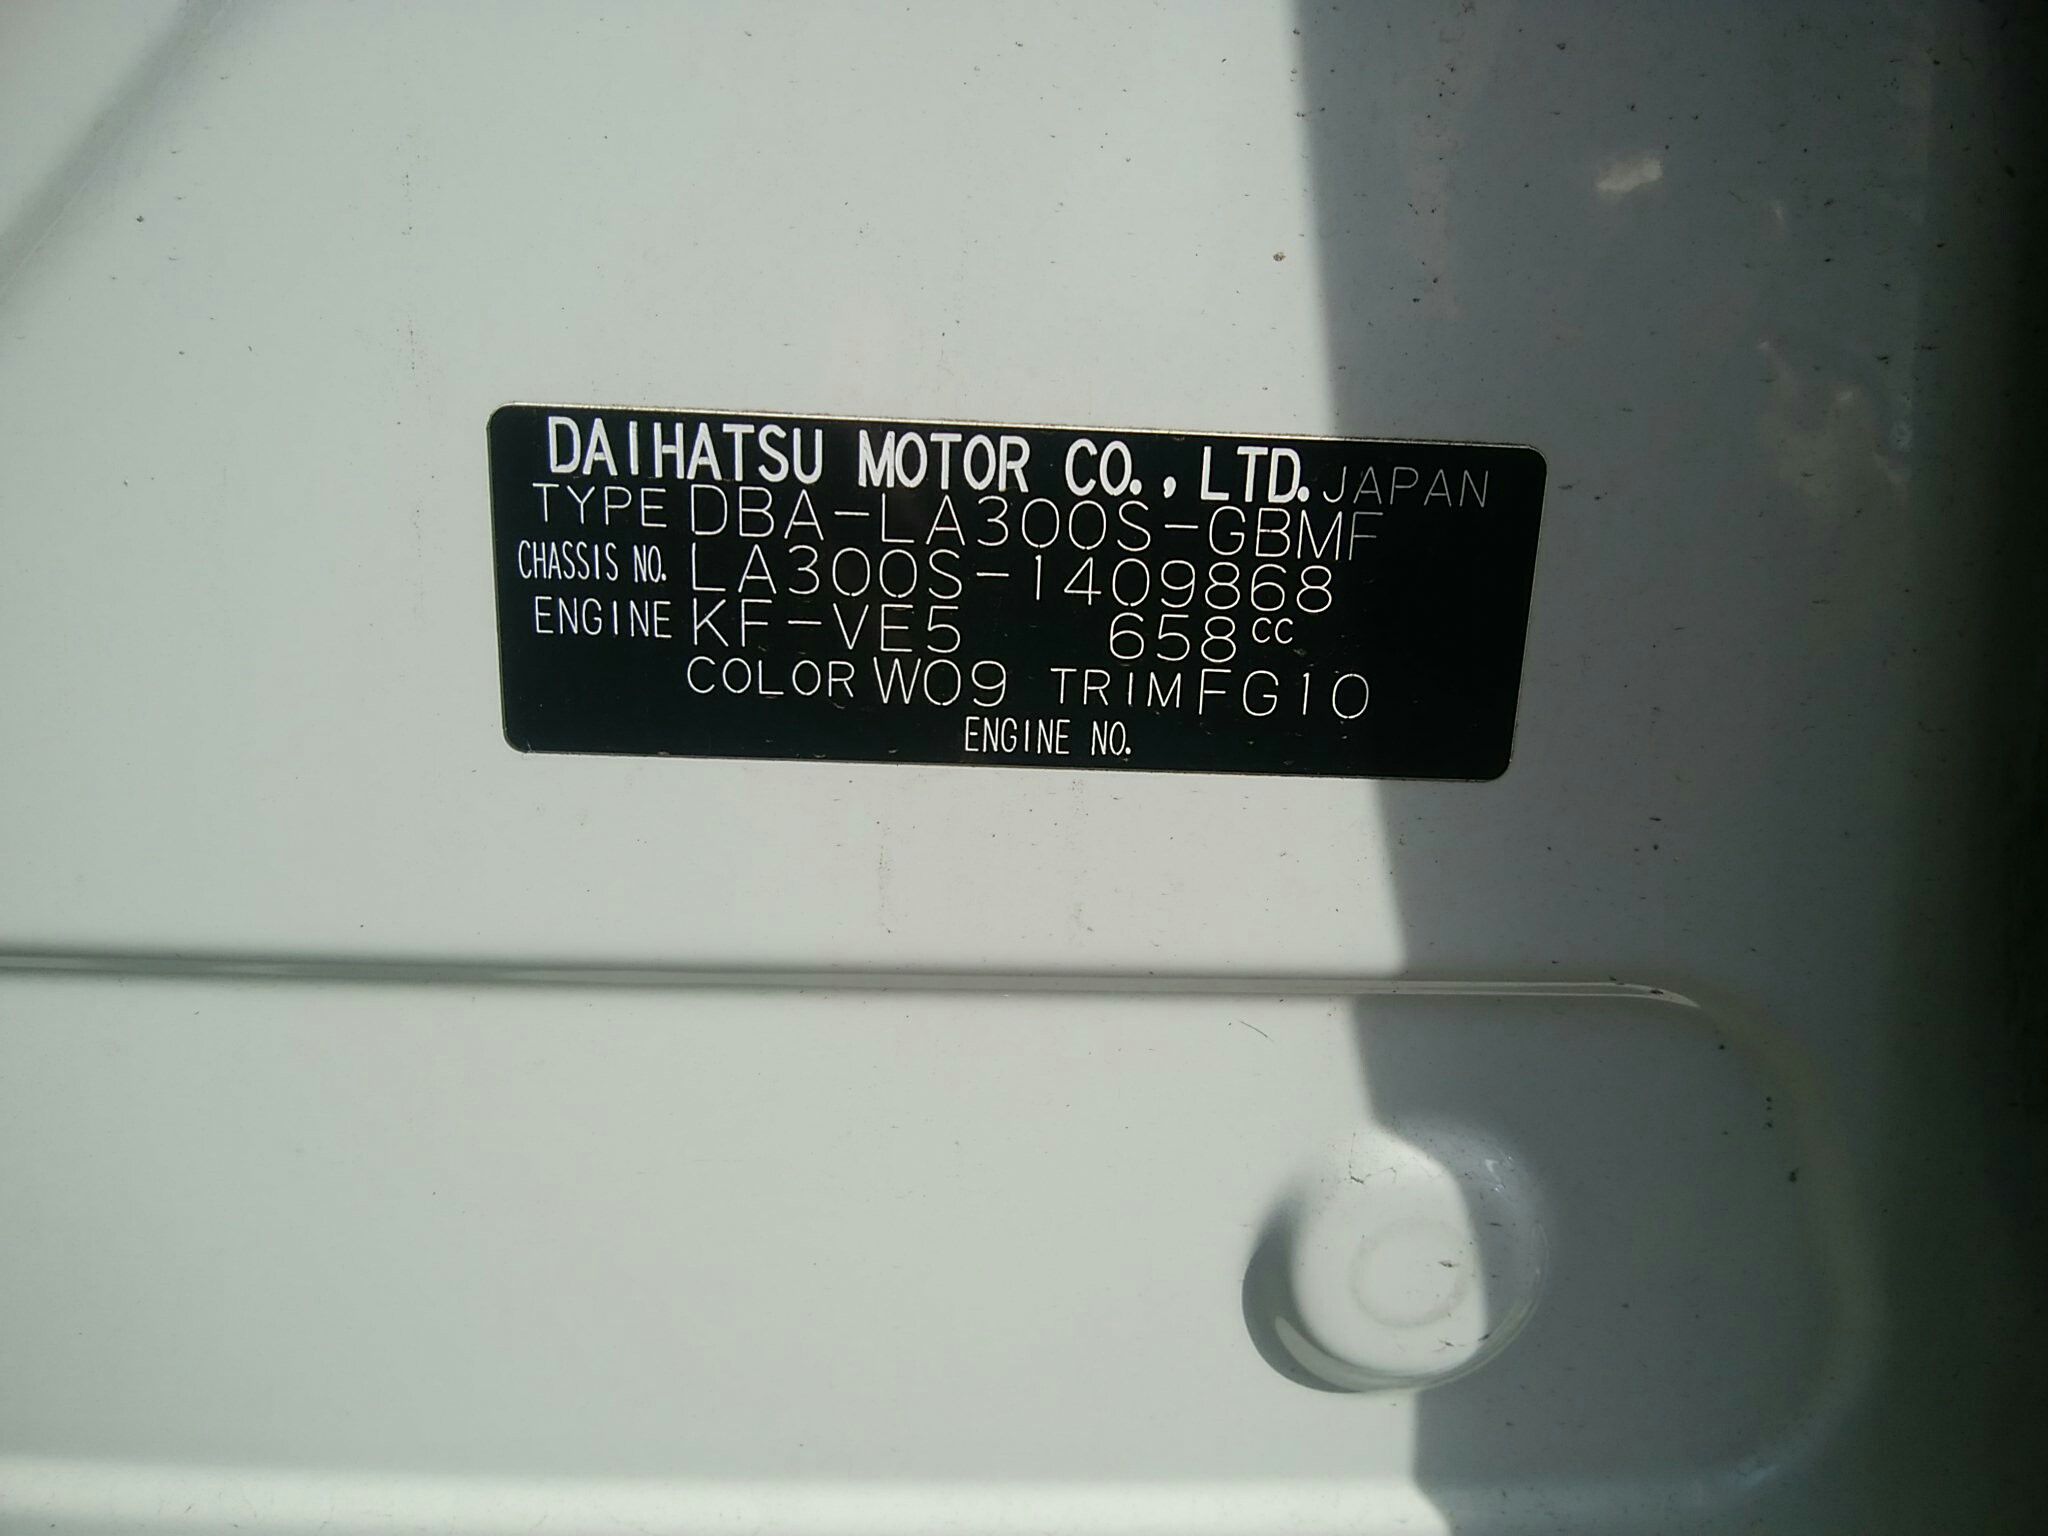 DAIHATSU MOTOR CO., LTD. JAPAN
TYPE DBA-LA300S-GBMF
CHASSIS NO. LA300S-1409868
ENGINE KF-VE5 658cc
COLOR W09 TRIM FG10
ENGINE NO.